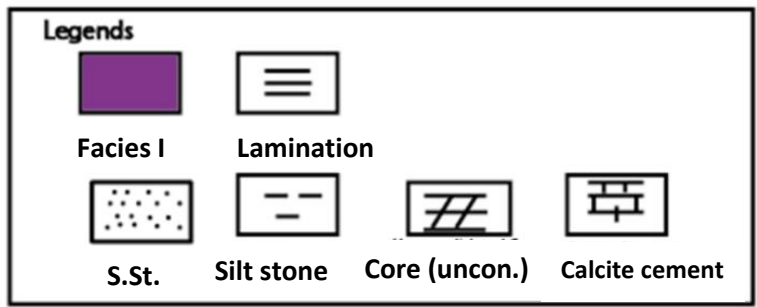 Legends
Facies I Lamination
S.St. Silt stone Core (uncon.) Calcite cement